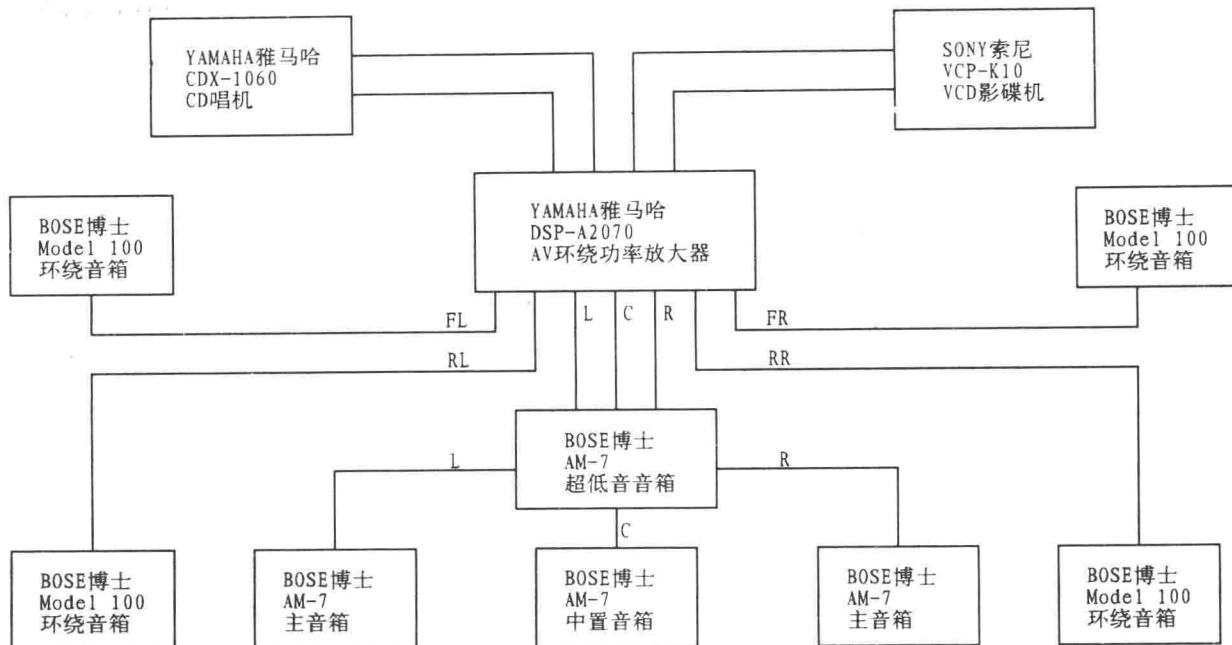 YAMAHA雅马哈
CDX-1060
CD唱机
SONY索尼
VCP-K10
VCD影碟机
BOSE博士
Model 100
环绕音箱
YAMAHA雅马哈
DSP-A2070
AV环绕功率放大器
BOSE博士
Model 100
环绕音箱
FL
L
C
R
FR
RL
RR
BOSE博士
AM-7
超低音音箱
L
R
C
BOSE博士
Model 100
环绕音箱
BOSE博士
AM-7
主音箱
BOSE博士
AM-7
中置音箱
BOSE博士
AM-7
主音箱
BOSE博士
Model 100
环绕音箱